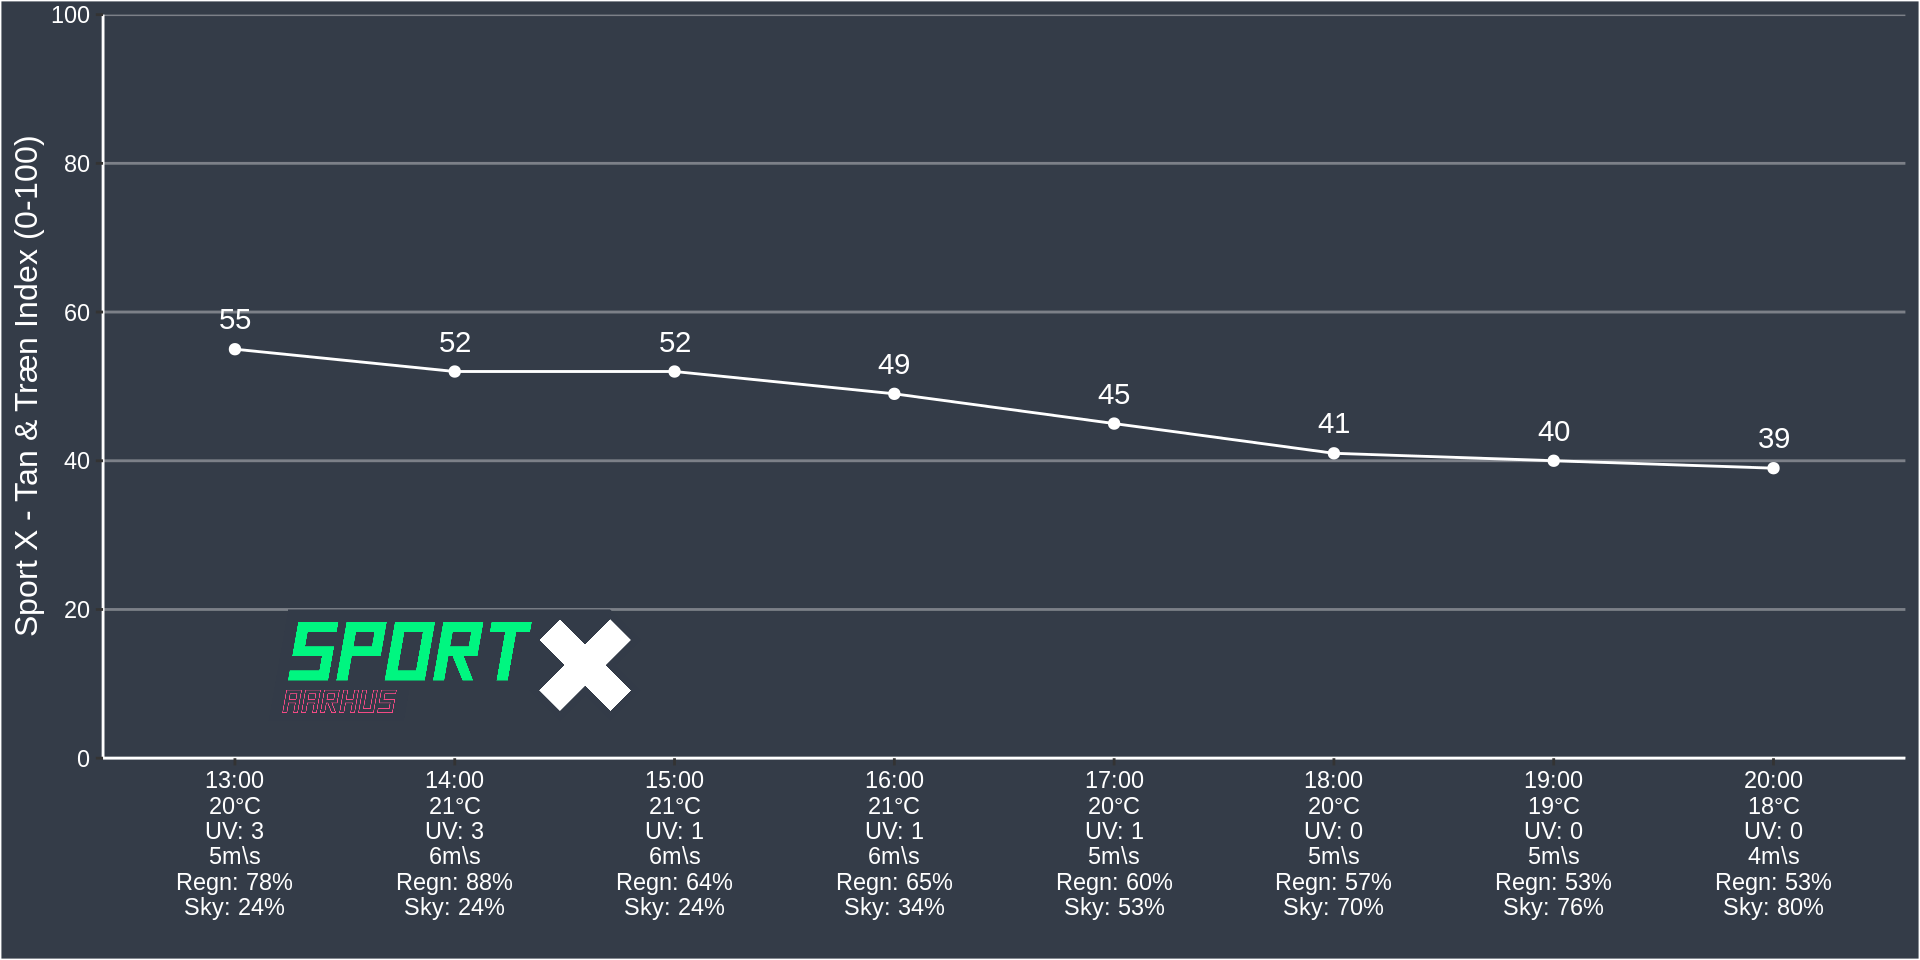 Sport X - Tan & Træn Index (0-100)
100
80
60
40
20
0
55
52
52
49
45
41
40
39
SPORT X
AARHUS
13:00 14:00 15:00 16:00 17:00 18:00 19:00 20:00
20°C 21°C 21°C 21°C 20°C 20°C 19°C 18°C
UV: 3 UV: 3 UV: 1 UV: 1 UV: 1 UV: 0 UV: 0 UV: 0
5m\s 6m\s 6m\s 6m\s 5m\s 5m\s 5m\s 4m\s
Regn: 78% Regn: 88% Regn: 64% Regn: 65% Regn: 60% Regn: 57% Regn: 53% Regn: 53%
Sky: 24% Sky: 24% Sky: 24% Sky: 34% Sky: 53% Sky: 70% Sky: 76% Sky: 80%